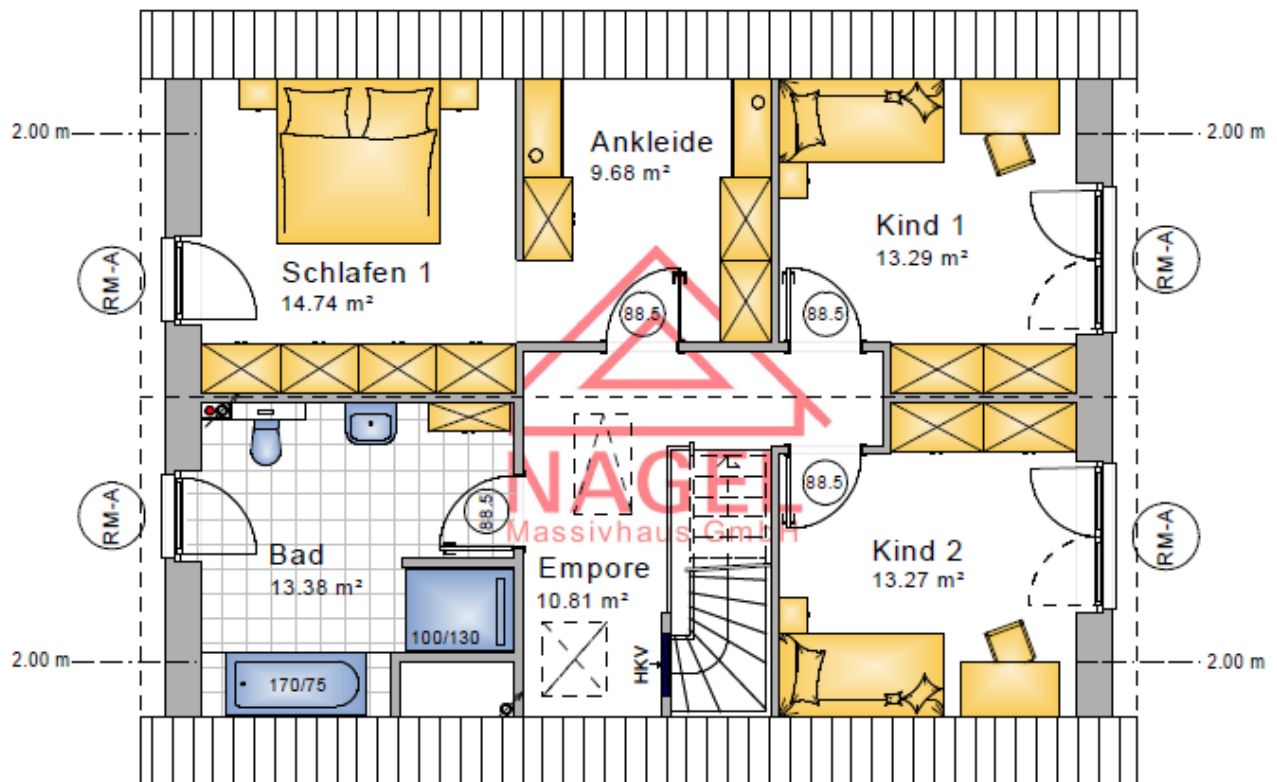 2.00 m
2.00 m
Ankleide
9.68 m²
Kind 1
13.29 m²
Schlafen 1
14.74 m²
RM-A
RM-A
88.5
88.5
NAGEL
Massivhaus GmbH
88.5
88.5
RM-A
RM-A
Bad
13.38 m²
Empore
10.81 m²
Kind 2
13.27 m²
100/130
HKV
170/75
2.00 m
2.00 m